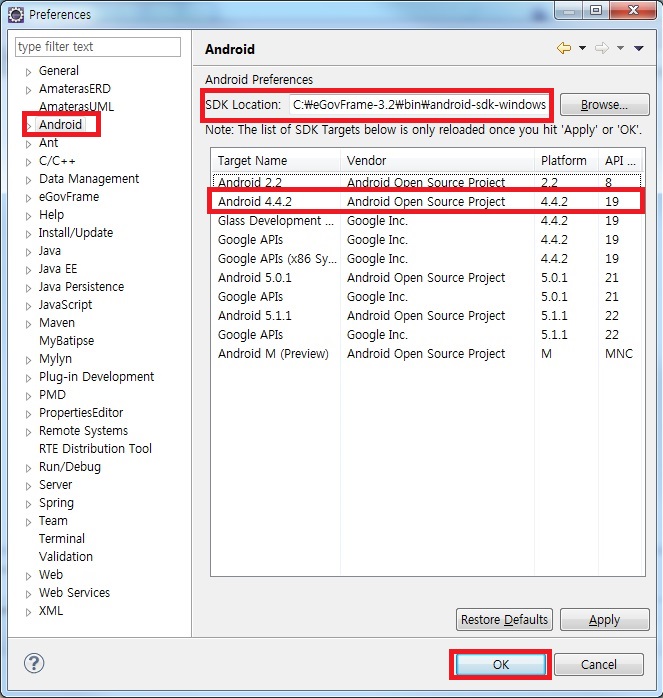 Preferences
type filter text
General
AmaterasERD
AmaterasUML
Android
Ant
C/C++
Data Management
eGovFrame
Help
Install/Update
Java
Java EE
Java Persistence
JavaScript
Maven
MyBatipse
Mylyn
Plug-in Development
PMD
PropertiesEditor
Remote Systems
RTE Distribution Tool
Run/Debug
Server
Spring
Team
Terminal
Validation
Web
Web Services
XML
Android
Android Preferences
SDK Location: C:₩eGovFrame-3.2₩bin₩android-sdk-windows Browse...
Note: The list of SDK Targets below is only reloaded once you hit 'Apply' or 'OK'.
Target Name Vendor Platform API ...
Android 2.2 Android Open Source Project 2.2 8
Android 4.4.2 Android Open Source Project 4.4.2 19
Glass Development ... Google Inc. 4.4.2 19
Google APIs Google Inc. 4.4.2 19
Google APIs (x86 Sy... Google Inc. 4.4.2 19
Android 5.0.1 Android Open Source Project 5.0.1 21
Google APIs Google Inc. 5.0.1 21
Android 5.1.1 Android Open Source Project 5.1.1 22
Google APIs Google Inc. 5.1.1 22
Android M (Preview) Android Open Source Project M MNC
Restore Defaults Apply
? OK Cancel